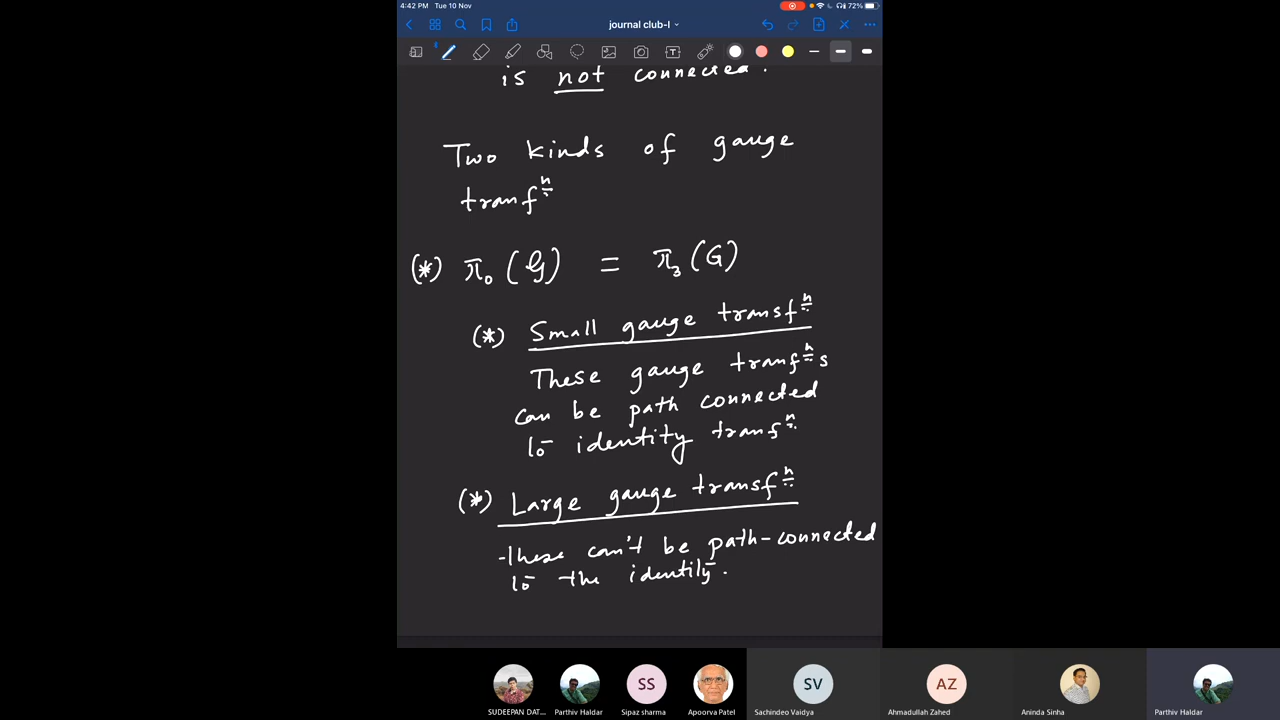 4:42 PM Tue 10 Nov
72%
journal club-I
is not connected.
Two kinds of gauge
tranfⁿ
(*) π₀ (𝒢) = π₃ (G)
(*) Small gauge transfⁿ
These gauge tranfⁿs
can be path connected
to identity transfⁿ
(*) Large gauge transfⁿ
These can't be path-connected
to the identity.
SS
SV
AZ
SUDEEPAN DAT...
Parthiv Haldar
Sipaz sharma
Apoorva Patel
Sachindeo Vaidya
Ahmadullah Zahed
Aninda Sinha
Parthiv Haldar